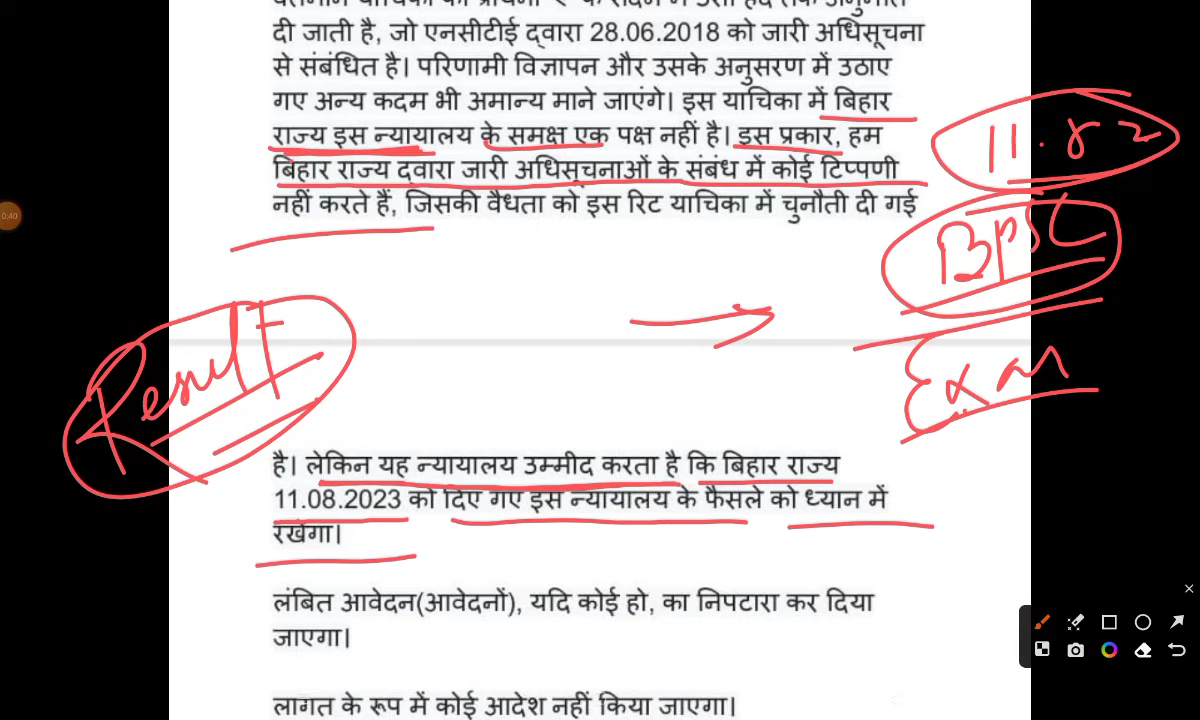 दी जाती है, जो एनसीटीई द्वारा 28.06.2018 को जारी अधिसूचना
से संबंधित है। परिणामी विज्ञापन और उसके अनुसरण में उठाए
गए अन्य कदम भी अमान्य माने जाएंगे। इस याचिका में बिहार
राज्य इस न्यायालय के समक्ष एक पक्ष नहीं है। इस प्रकार, हम
बिहार राज्य द्वारा जारी अधिसूचनाओं के संबंध में कोई टिप्पणी
नहीं करते हैं, जिसकी वैधता को इस रिट याचिका में चुनौती दी गई
11.82
BPSC
Exam
Result
0:40
है। लेकिन यह न्यायालय उम्मीद करता है कि बिहार राज्य
11.08.2023 को दिए गए इस न्यायालय के फैसले को ध्यान में
रखेगा।
लंबित आवेदन(आवेदनों), यदि कोई हो, का निपटारा कर दिया
जाएगा।
लागत के रूप में कोई आदेश नहीं किया जाएगा।